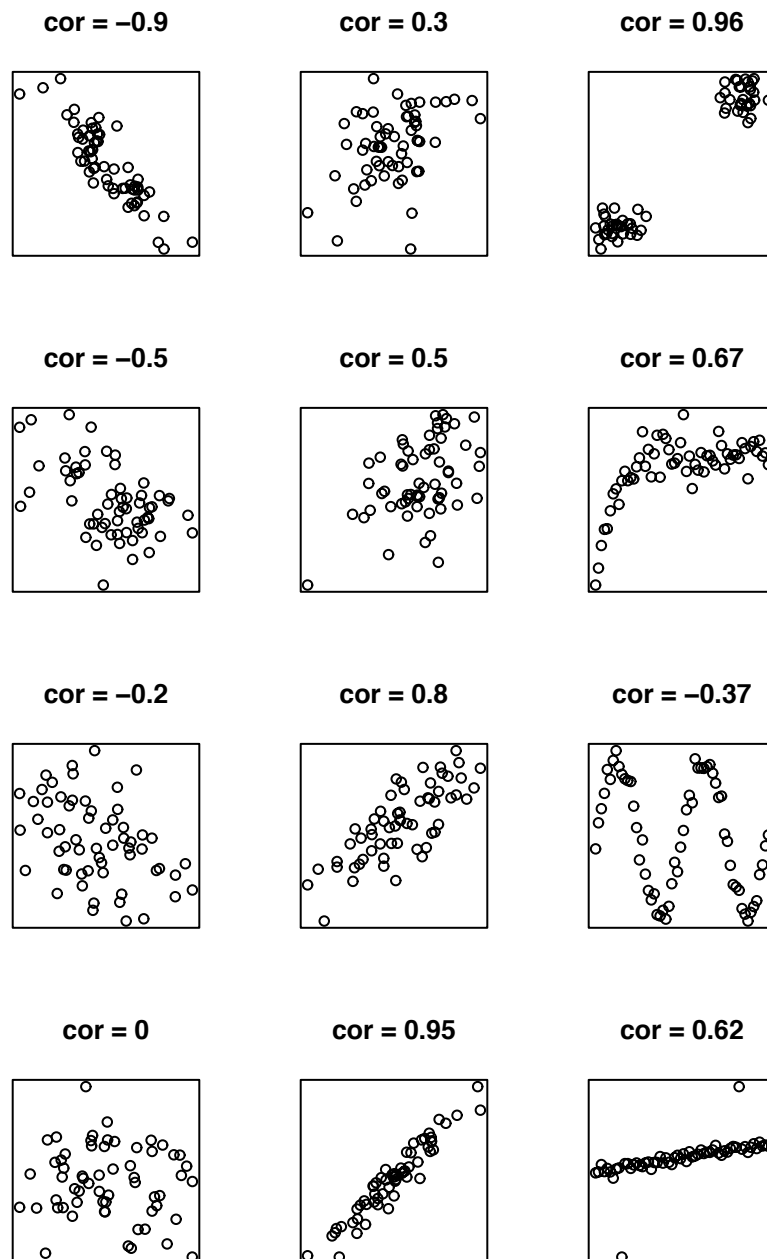 cor = −0.9 cor = 0.3 cor = 0.96
cor = −0.5 cor = 0.5 cor = 0.67
cor = −0.2 cor = 0.8 cor = −0.37
cor = 0 cor = 0.95 cor = 0.62